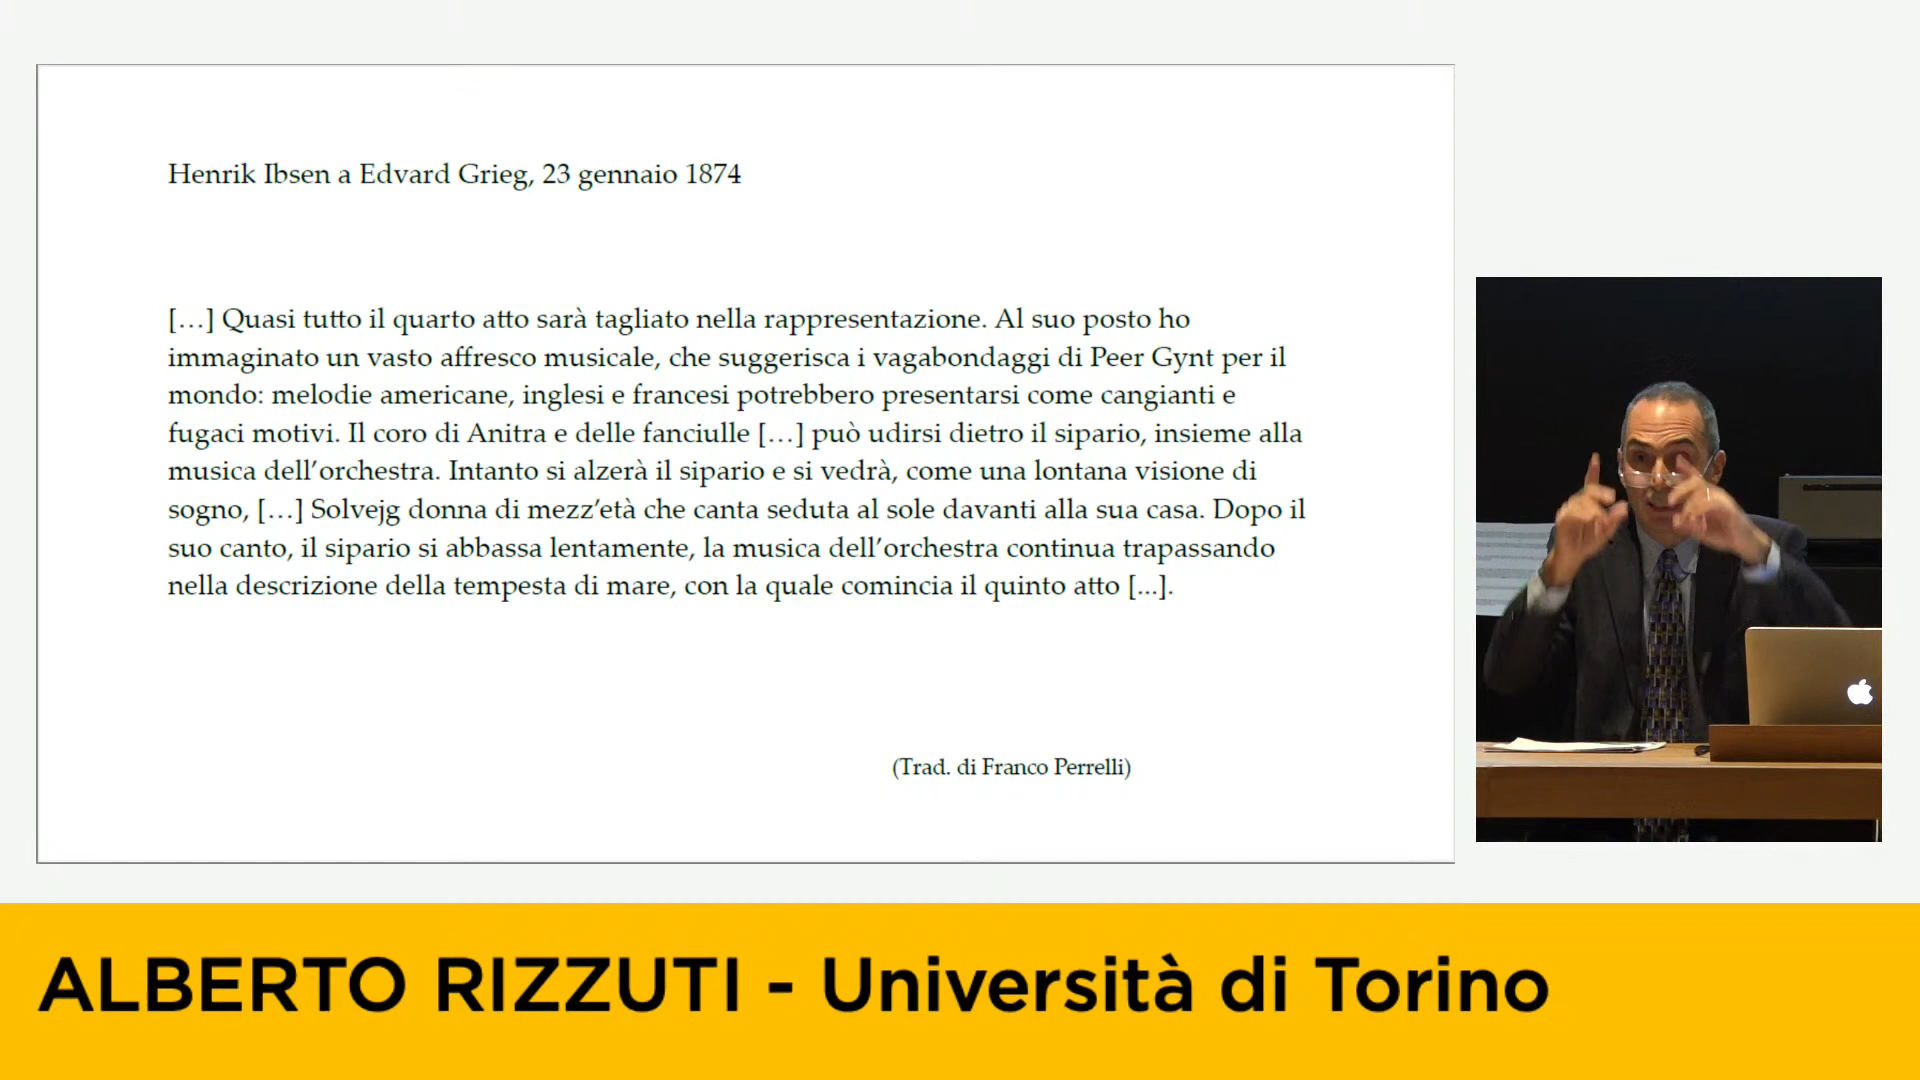 Henrik Ibsen a Edvard Grieg, 23 gennaio 1874
[…] Quasi tutto il quarto atto sarà tagliato nella rappresentazione. Al suo posto ho
immaginato un vasto affresco musicale, che suggerisca i vagabondaggi di Peer Gynt per il
mondo: melodie americane, inglesi e francesi potrebbero presentarsi come cangianti e
fugaci motivi. Il coro di Anitra e delle fanciulle […] può udirsi dietro il sipario, insieme alla
musica dell’orchestra. Intanto si alzerà il sipario e si vedrà, come una lontana visione di
sogno, […] Solvejg donna di mezz’età che canta seduta al sole davanti alla sua casa. Dopo il
suo canto, il sipario si abbassa lentamente, la musica dell’orchestra continua trapassando
nella descrizione della tempesta di mare, con la quale comincia il quinto atto [...].
(Trad. di Franco Perrelli)
ALBERTO RIZZUTI - Università di Torino